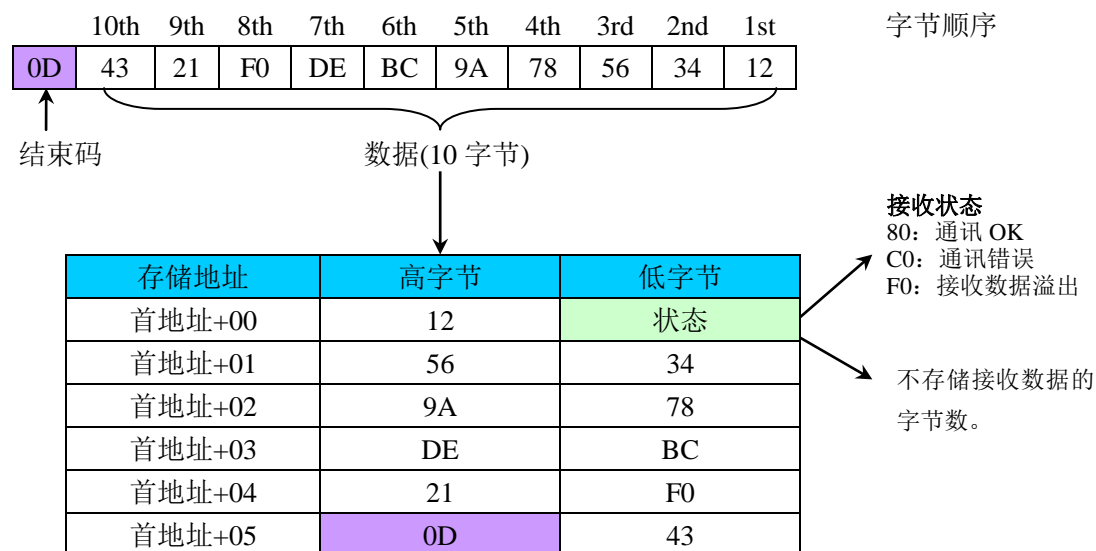 10th 9th 8th 7th 6th 5th 4th 3rd 2nd 1st 字节顺序
0D 43 21 F0 DE BC 9A 78 56 34 12
结束码 数据(10 字节)
接收状态
80：通讯 OK
C0：通讯错误
F0：接收数据溢出
存储地址 高字节 低字节
首地址+00 12 状态
首地址+01 56 34
首地址+02 9A 78
首地址+03 DE BC
首地址+04 21 F0
首地址+05 0D 43
不存储接收数据的
字节数。